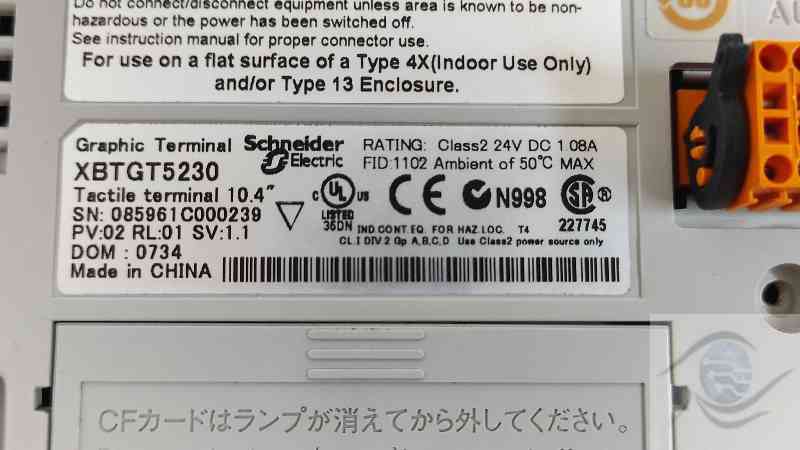 Do not connect/disconnect equipment unless area is known to be non-
hazardous or the power has been switched off.
See instruction manual for proper connector use.
For use on a flat surface of a Type 4X(Indoor Use Only)
and/or Type 13 Enclosure.
AU
Graphic Terminal Schneider Electric
XBTGT5230
Tactile terminal 10.4"
SN: 085961C000239
PV:02 RL:01 SV:1.1
DOM : 0734
Made in CHINA
RATING: Class2 24V DC 1.08A
FID:1102 Ambient of 50℃ MAX
C UL US CE N998 SA ®
LISTED
36DN
227745
IND.CONT.EQ. FOR HAZ.LOC. T4
CL.I DIV 2 Gp A,B,C,D Use Class2 power source only
CFカードはランプが消えてから外してください。